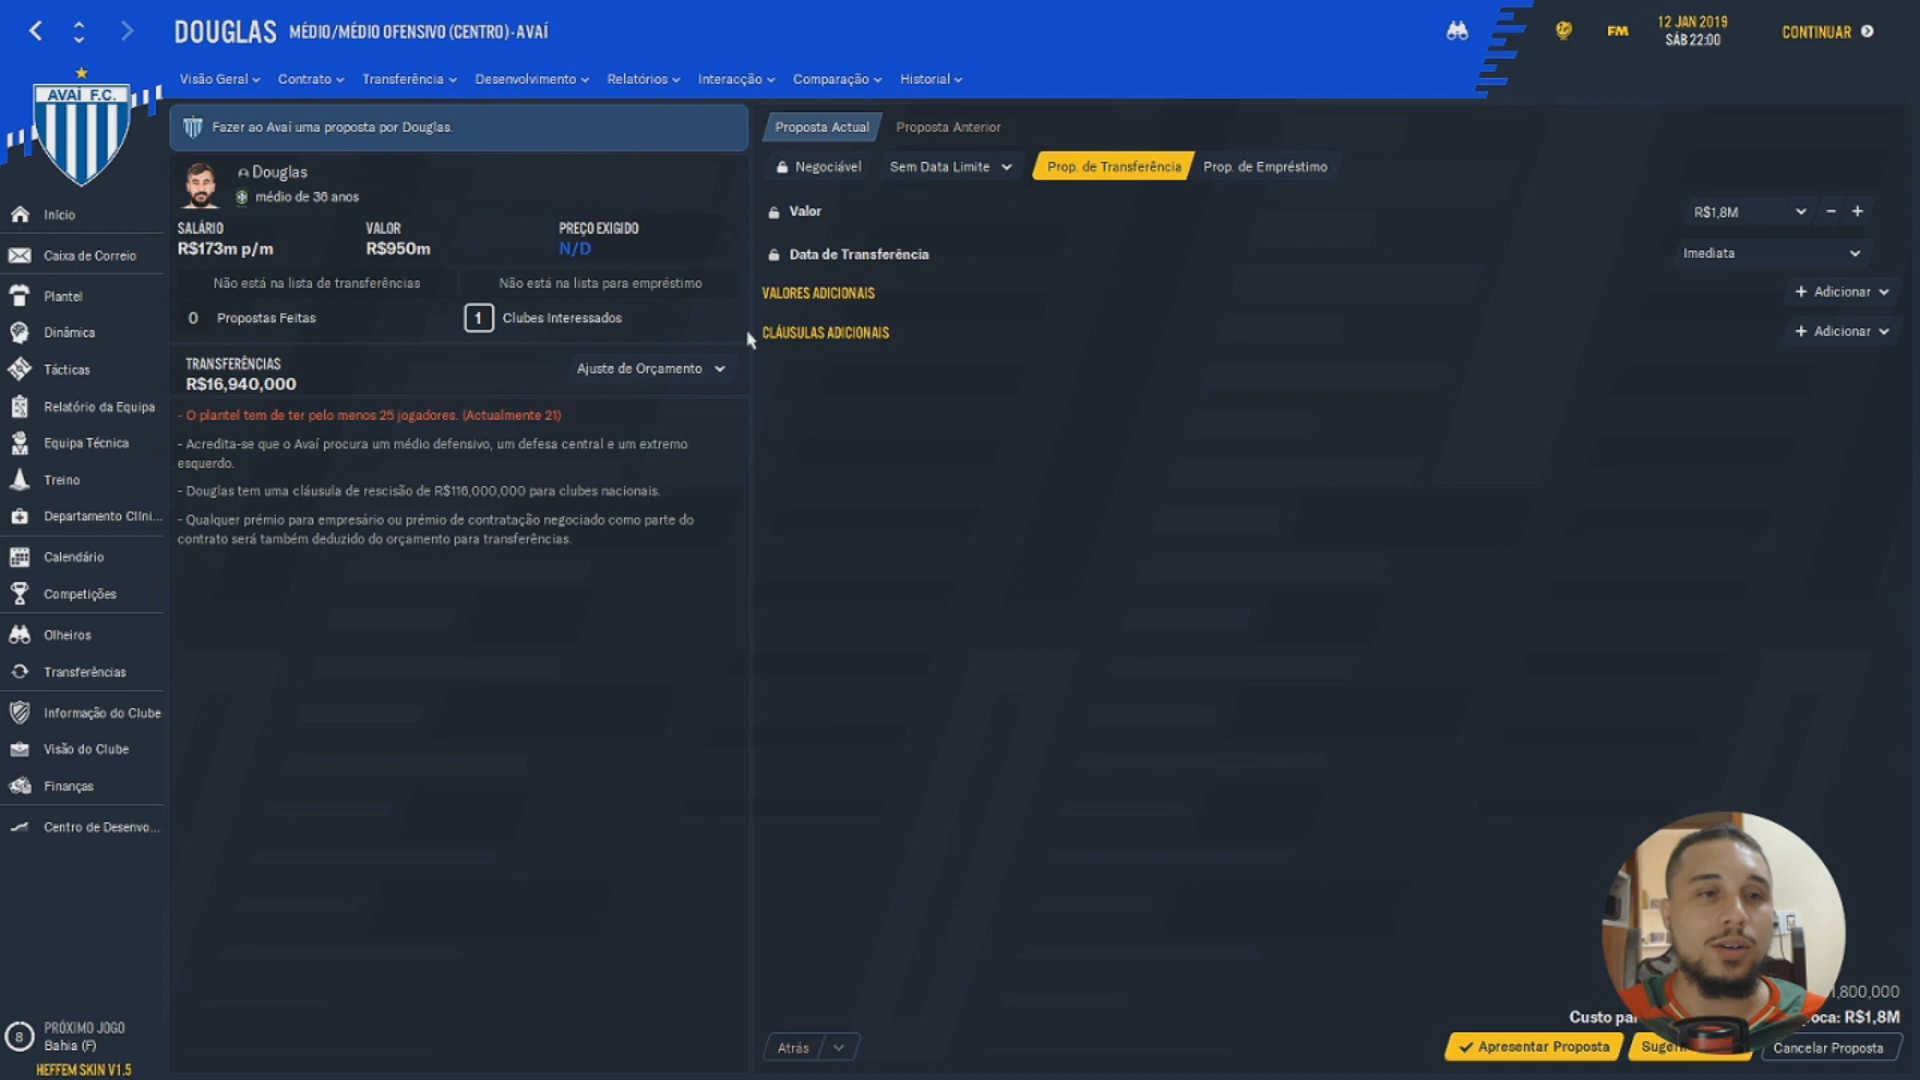 DOUGLAS MÉDIO/MÉDIO OFENSIVO (CENTRO)-AVAÍ
FM
12 JAN 2019
SÁB 22:00
CONTINUAR
Visão Geral
Contrato
Transferência
Desenvolvimento
Relatórios
Interacção
Comparação
Historial
AVAÍ F.C.
Início
Caixa de Correio
Plantel
Dinâmica
Tácticas
Relatório da Equipa
Equipa Técnica
Treino
Departamento Clíni...
Calendário
Competições
Olheiros
Transferências
Informação do Clube
Visão do Clube
Finanças
Centro de Desenvo...
8
PRÓXIMO JOGO
Bahia (F)
HEFFEM SKIN V1.5
Fazer ao Avaí uma proposta por Douglas.
Douglas
médio de 36 anos
SALÁRIO
R$173m p/m
VALOR
R$950m
PREÇO EXIGIDO
N/D
Não está na lista de transferências
Não está na lista para empréstimo
0 Propostas Feitas
1 Clubes Interessados
TRANSFERÊNCIAS
R$16,940,000
Ajuste de Orçamento
- O plantel tem de ter pelo menos 25 jogadores. (Actualmente 21)
- Acredita-se que o Avaí procura um médio defensivo, um defesa central e um extremo
esquerdo.
- Douglas tem uma cláusula de rescisão de R$116,000,000 para clubes nacionais.
- Qualquer prémio para empresário ou prémio de contratação negociado como parte do
contrato será também deduzido do orçamento para transferências.
Proposta Actual
Proposta Anterior
Negociável
Sem Data Limite
Prop. de Transferência
Prop. de Empréstimo
Valor
R$1,8M
Data de Transferência
Imediata
VALORES ADICIONAIS
+ Adicionar
CLÁUSULAS ADICIONAIS
+ Adicionar
,800,000
Custo
R$1,8M
Atrás
Apresentar Proposta
Cancelar Proposta